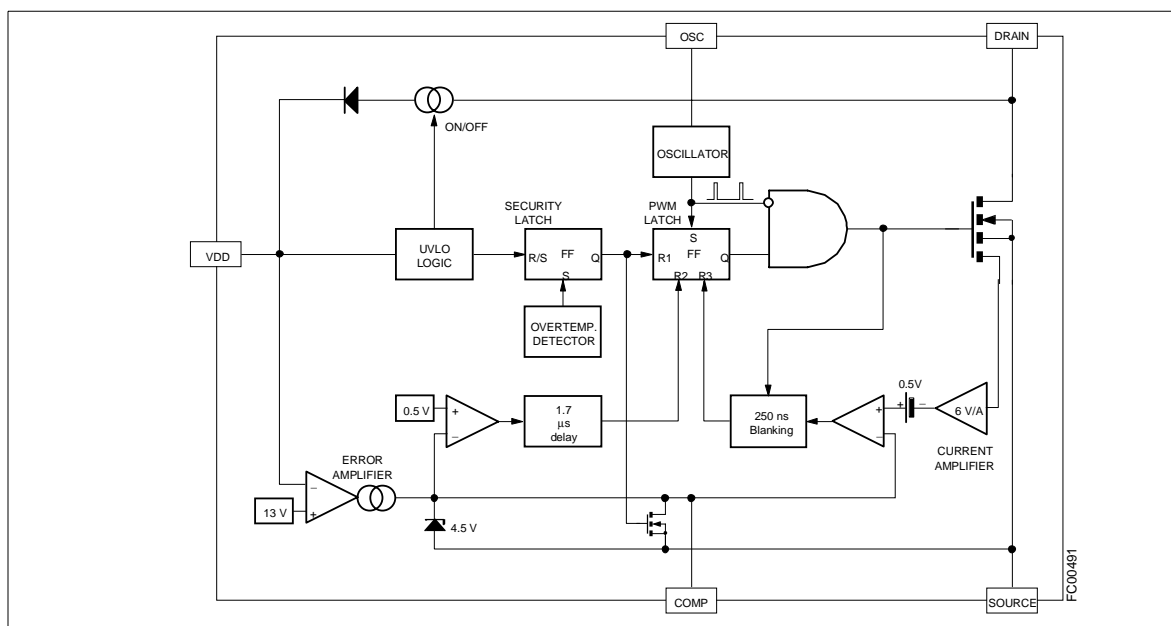 OSC
DRAIN
ON/OFF
OSCILLATOR
SECURITY
LATCH
PWM
LATCH
VDD
UVLO
LOGIC
R/S
FF
S
Q
S
FF
R1
R2
R3
Q
OVERTEMP.
DETECTOR
0.5 V
+
−
1.7
μs
delay
250 ns
Blanking
+
−
0.5V
+
−
6 V/A
CURRENT
AMPLIFIER
ERROR
AMPLIFIER
13 V
−
+
4.5 V
COMP
SOURCE
FC00491